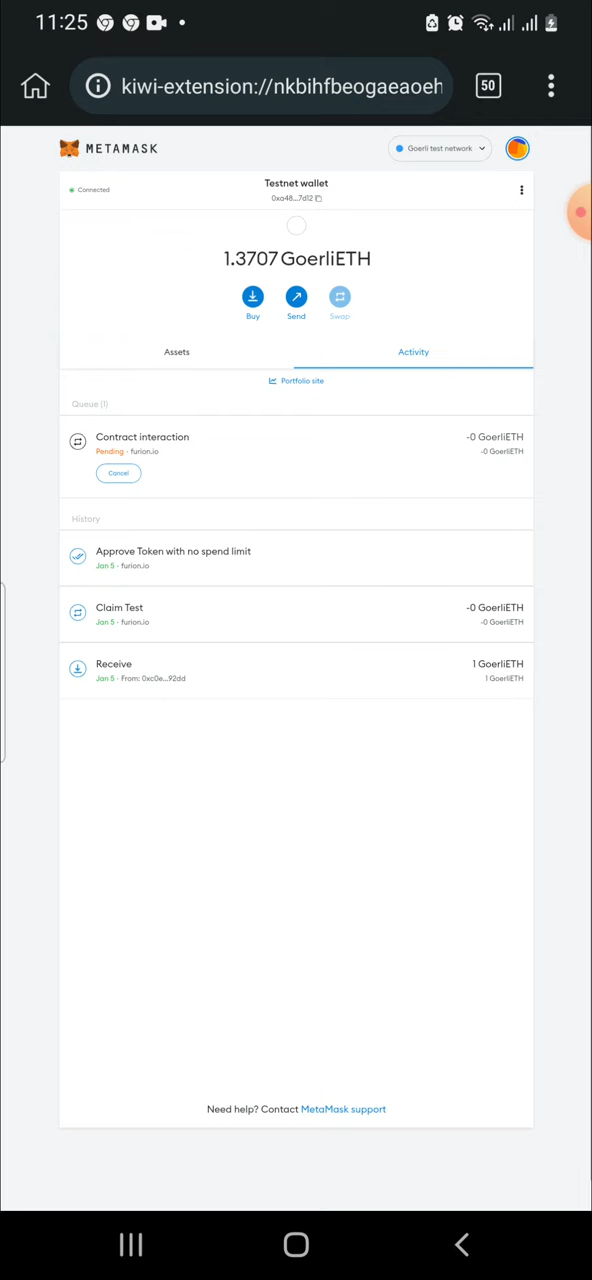 11:25
kiwi-extension://nkbihfbeogaeaoeh
50
METAMASK
Goerli test network
Connected
Testnet wallet
0xa48...7d12
1.3707 GoerliETH
Buy
Send
Swap
Assets
Activity
Portfolio site
Queue (1)
Contract interaction
-0 GoerliETH
Pending · furion.io
-0 GoerliETH
Cancel
History
Approve Token with no spend limit
Jan 5 · furion.io
Claim Test
-0 GoerliETH
Jan 5 · furion.io
-0 GoerliETH
Receive
1 GoerliETH
Jan 5 · From: 0xc0e...92dd
1 GoerliETH
Need help? Contact MetaMask support